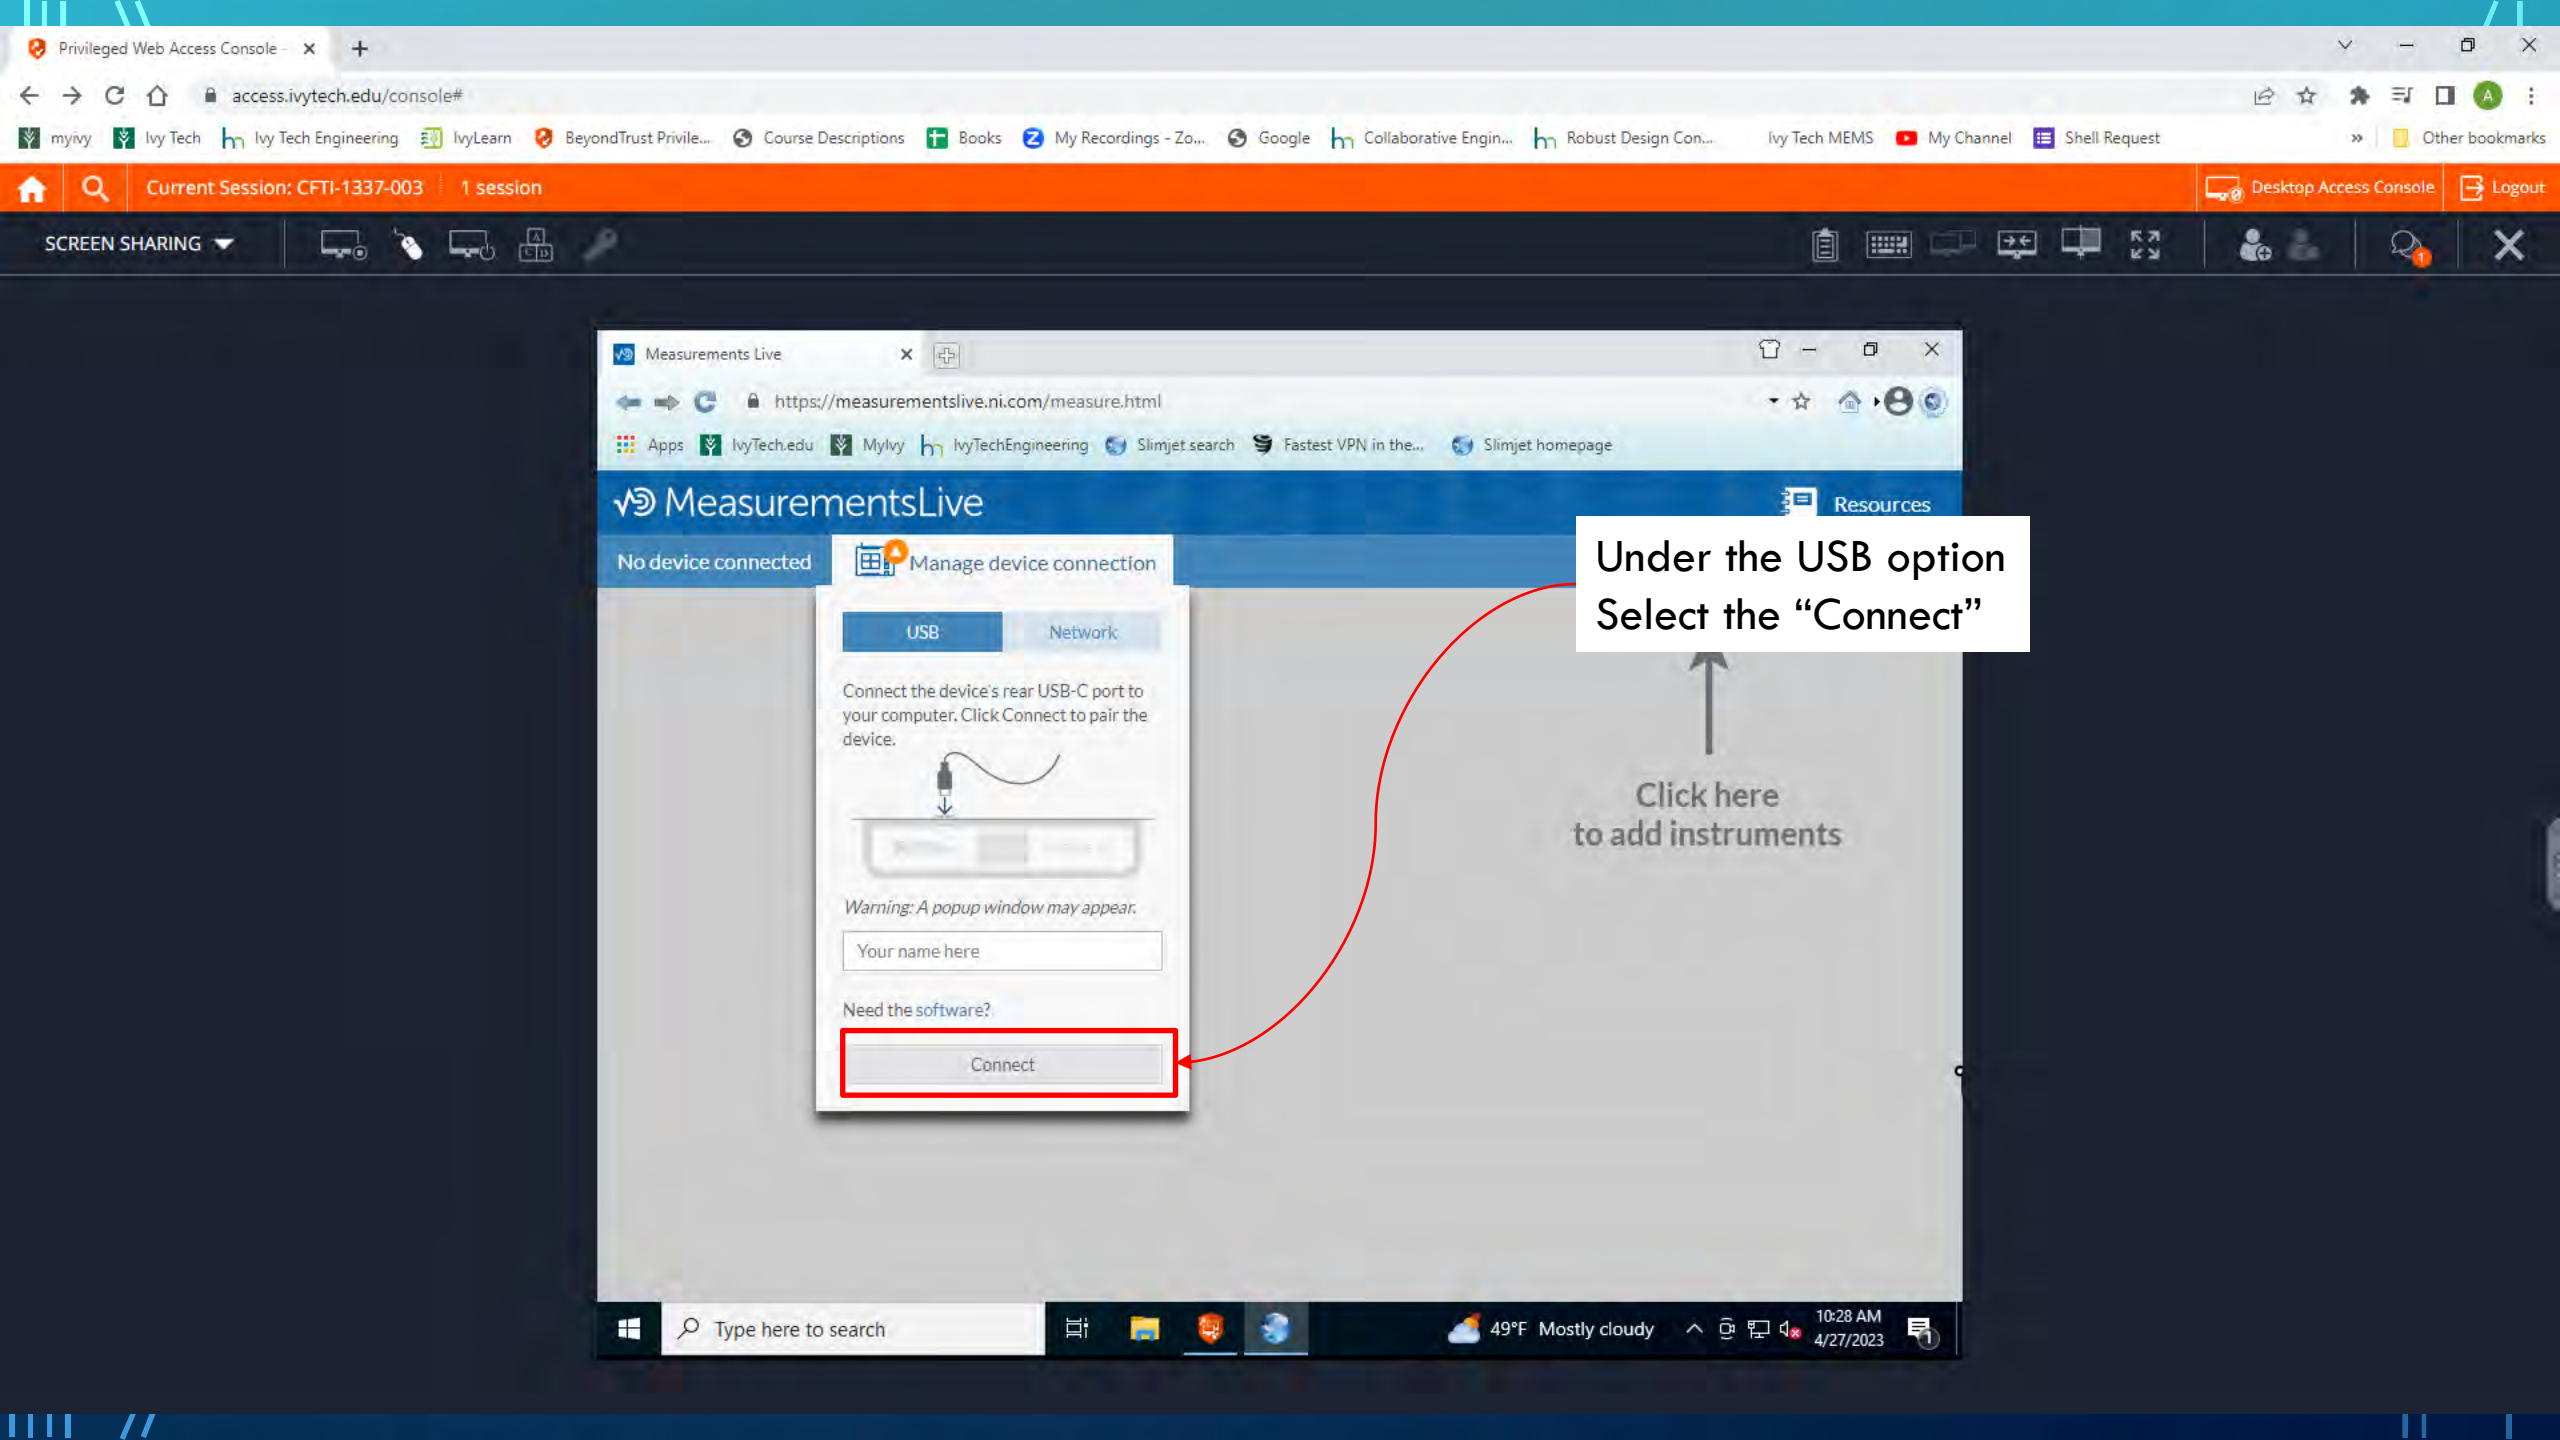 Privileged Web Access Console -
access.ivytech.edu/console#
myivy Ivy Tech Ivy Tech Engineering IvyLearn BeyondTrust Privile... Course Descriptions Books My Recordings - Zo... Google Collaborative Engin... Robust Design Con... Ivy Tech MEMS My Channel Shell Request » Other bookmarks
Current Session: CFTI-1337-003 1 session Desktop Access Console Logout
SCREEN SHARING
Measurements Live
https://measurementslive.ni.com/measure.html
Apps IvyTech.edu MyIvy IvyTechEngineering Slimjet search Fastest VPN in the... Slimjet homepage
MeasurementsLive Resources
No device connected Manage device connection
Under the USB option
Select the “Connect”
USB Network
Connect the device's rear USB-C port to
your computer. Click Connect to pair the
device.
Click here
to add instruments
Warning: A popup window may appear.
Your name here
Need the software?
Connect
Type here to search
49°F Mostly cloudy
10:28 AM
4/27/2023